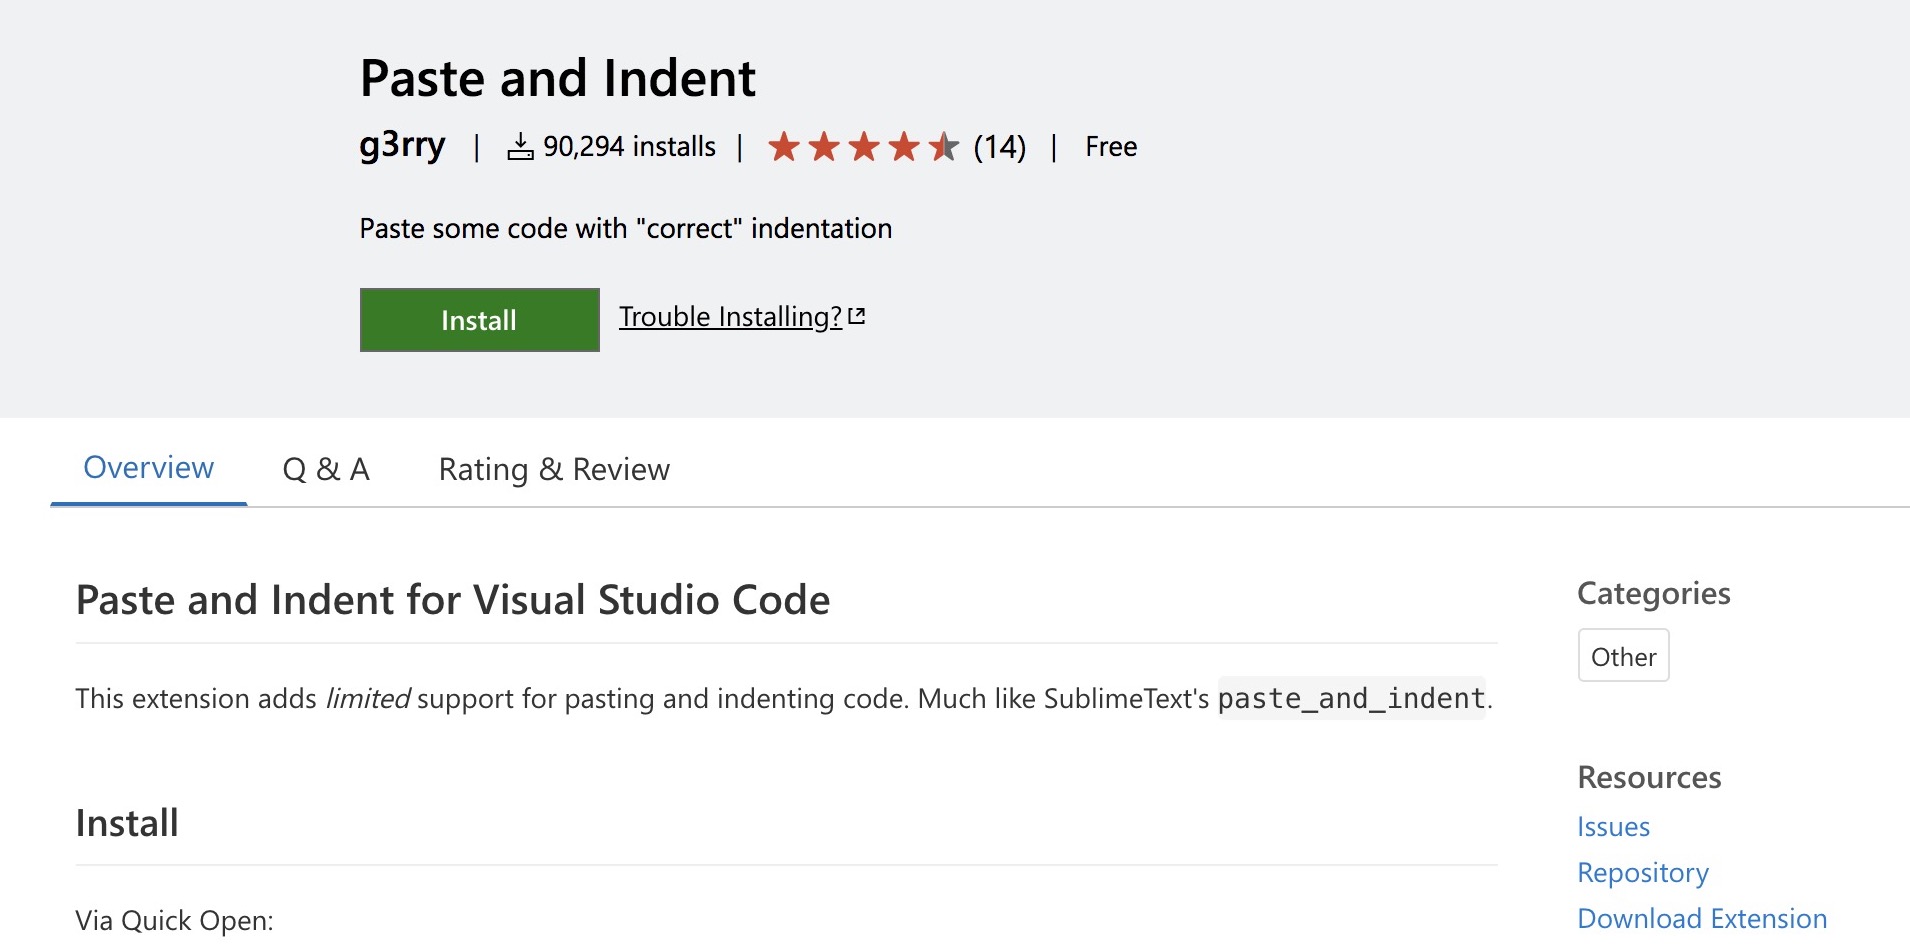 Paste and Indent
g3rry | 90,294 installs | (14) | Free
Paste some code with "correct" indentation
Install Trouble Installing?
Overview Q & A Rating & Review
Paste and Indent for Visual Studio Code
This extension adds limited support for pasting and indenting code. Much like SublimeText's paste_and_indent.
Install
Via Quick Open:
Categories
Other
Resources
Issues
Repository
Download Extension